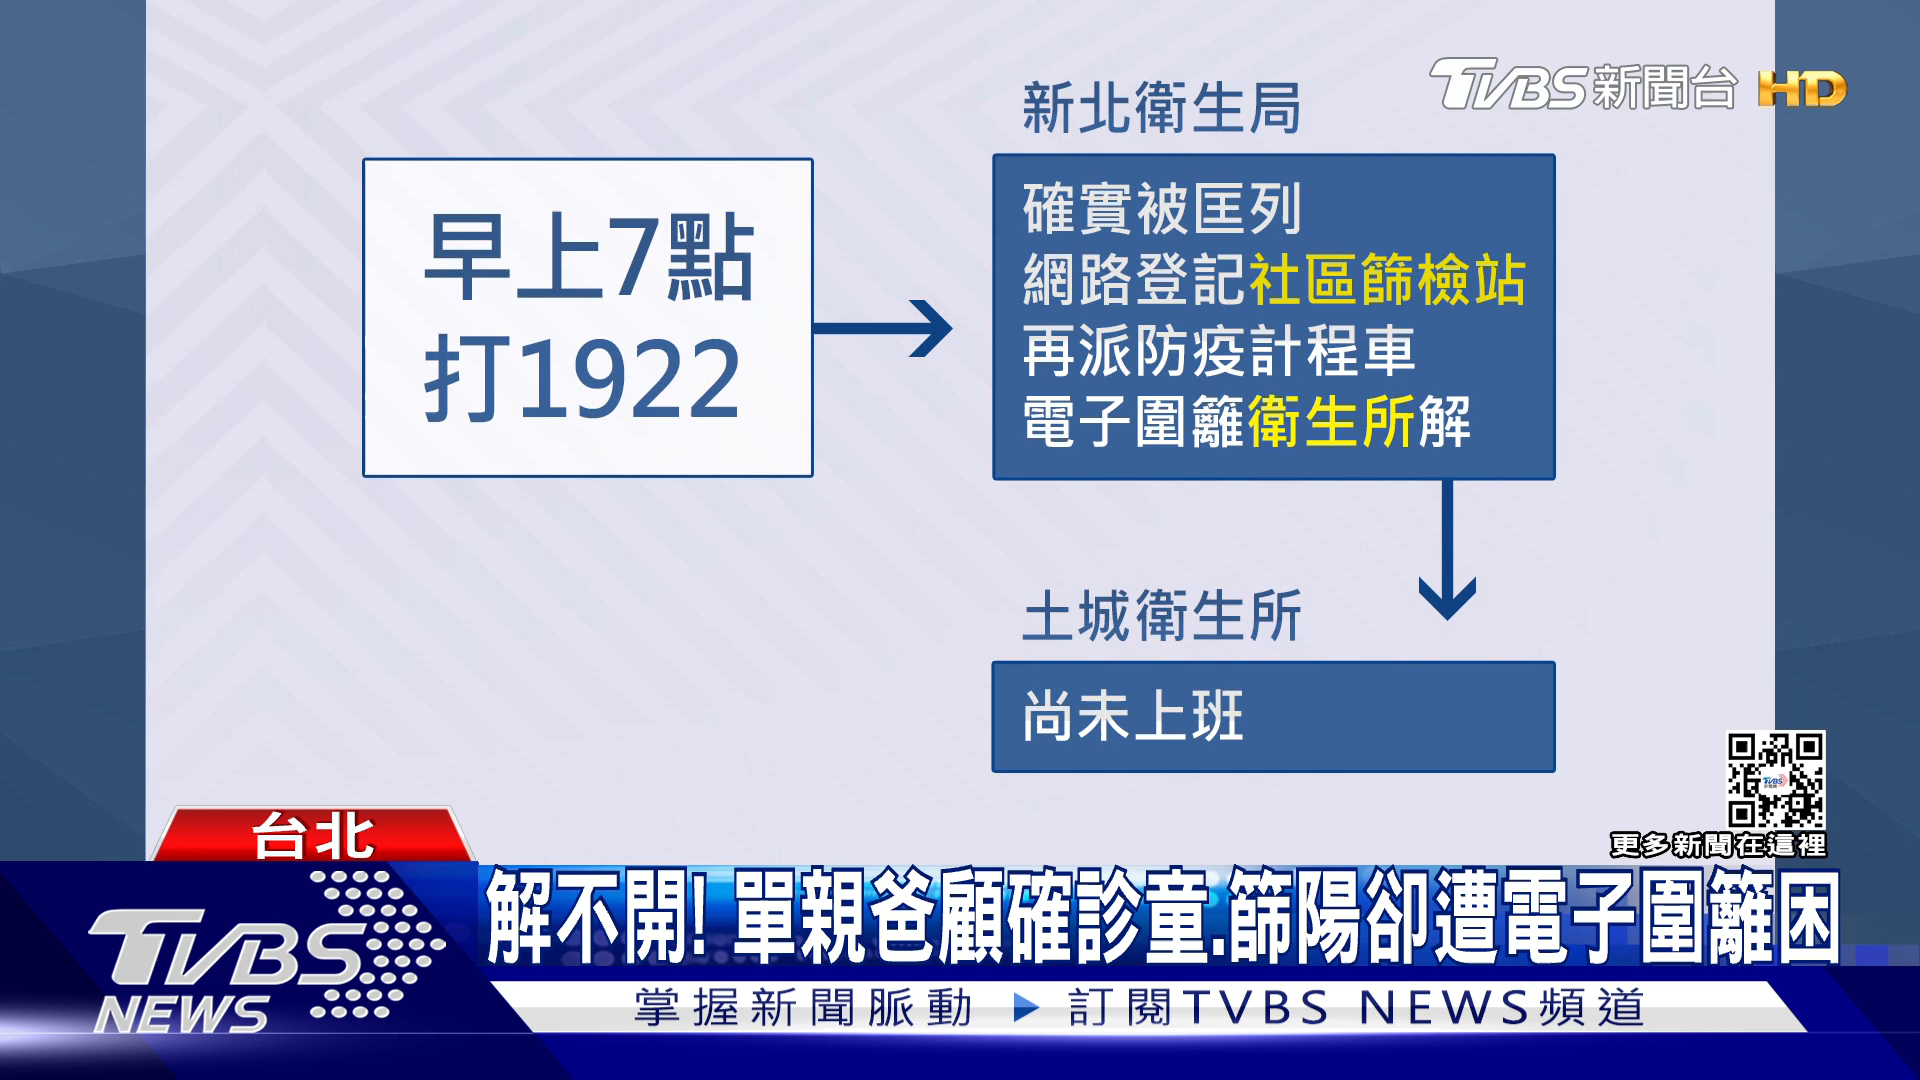 TVBS新聞台 HD
早上7點
打1922
新北衛生局
確實被匡列
網路登記社區篩檢站
再派防疫計程車
電子圍籬衛生所解
土城衛生所
尚未上班
TVBS
更多新聞在這裡
台北
解不開!單親爸顧確診童.篩陽卻遭電子圍籬困
TVBS
NEWS
掌握新聞脈動 ▶ 訂閱TVBS NEWS頻道